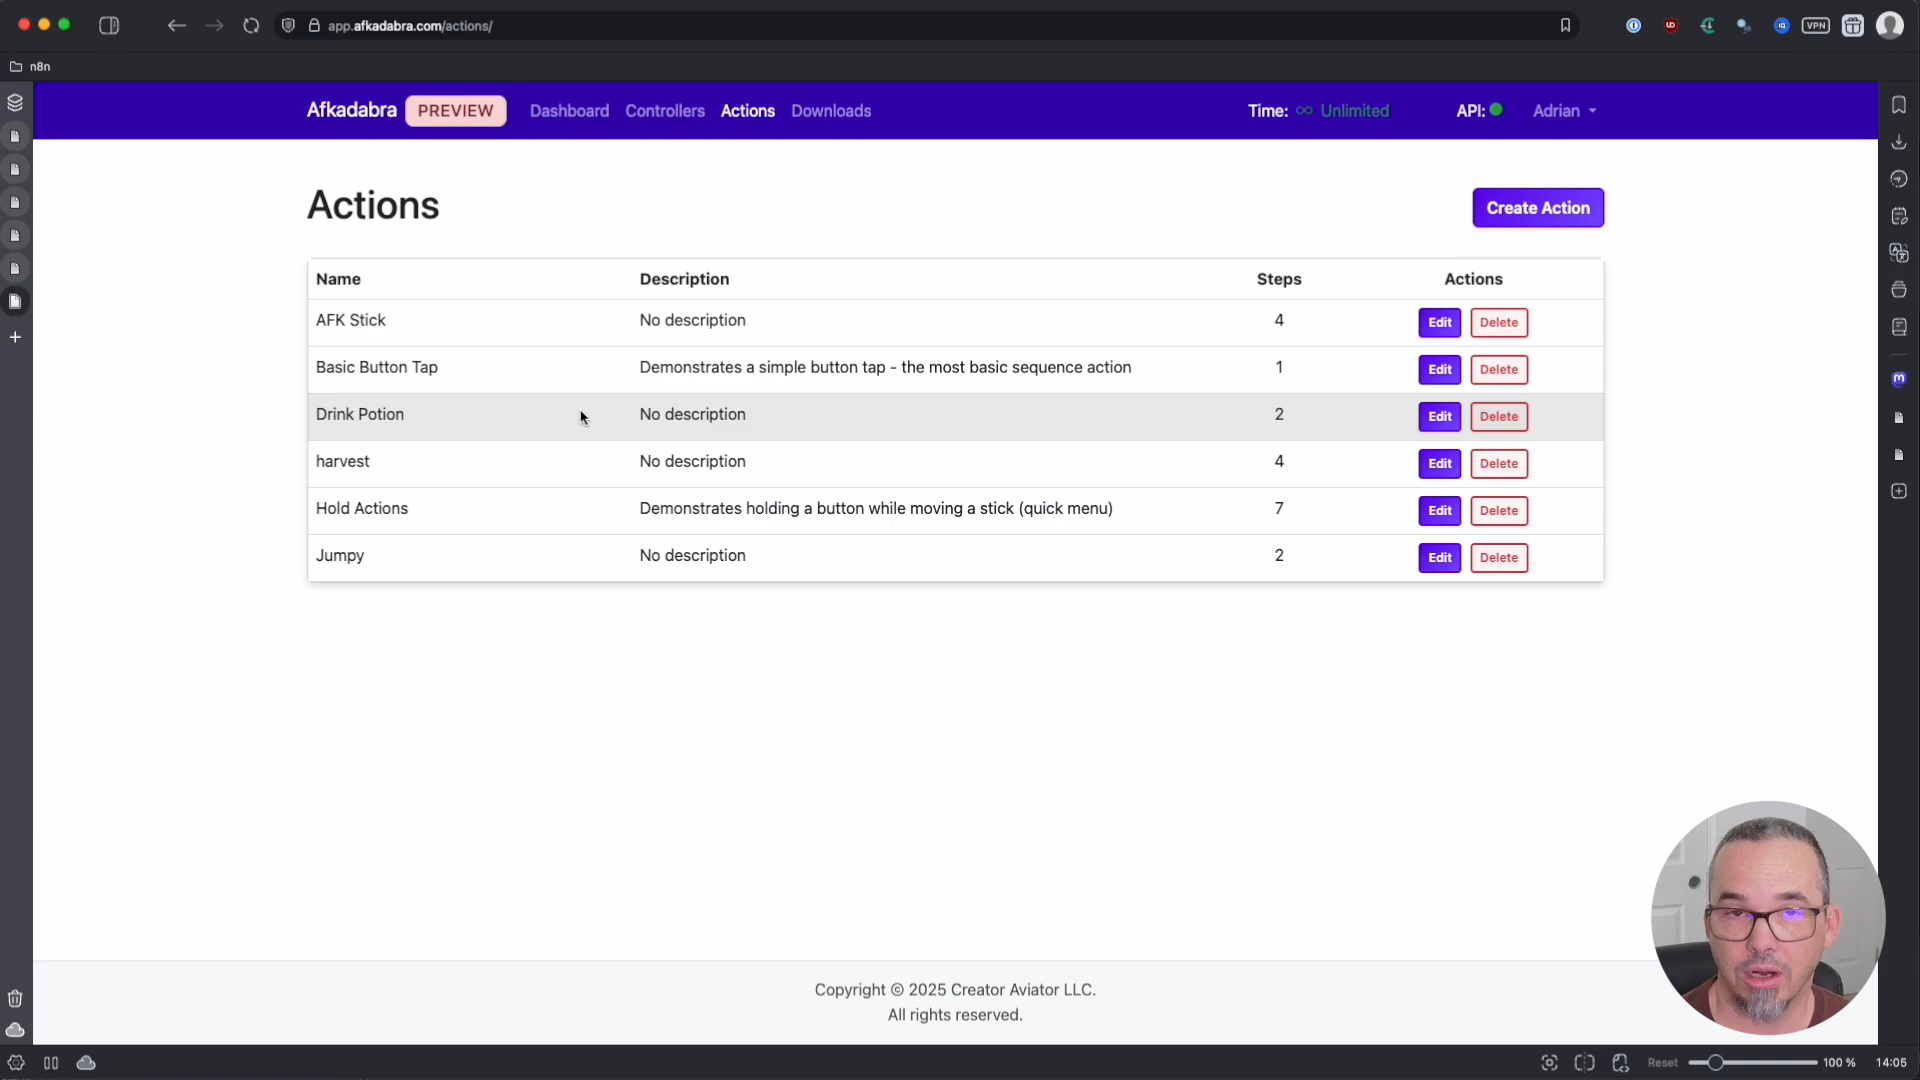 app.afkadabra.com/actions/
VPN
n8n
Afkadabra PREVIEW Dashboard Controllers Actions Downloads Time: ∞ Unlimited API: Adrian
Actions
Create Action
Name Description Steps Actions
AFK Stick No description 4 Edit Delete
Basic Button Tap Demonstrates a simple button tap - the most basic sequence action 1 Edit Delete
Drink Potion No description 2 Edit Delete
harvest No description 4 Edit Delete
Hold Actions Demonstrates holding a button while moving a stick (quick menu) 7 Edit Delete
Jumpy No description 2 Edit Delete
Copyright © 2025 Creator Aviator LLC.
All rights reserved.
Reset 100 % 14:05